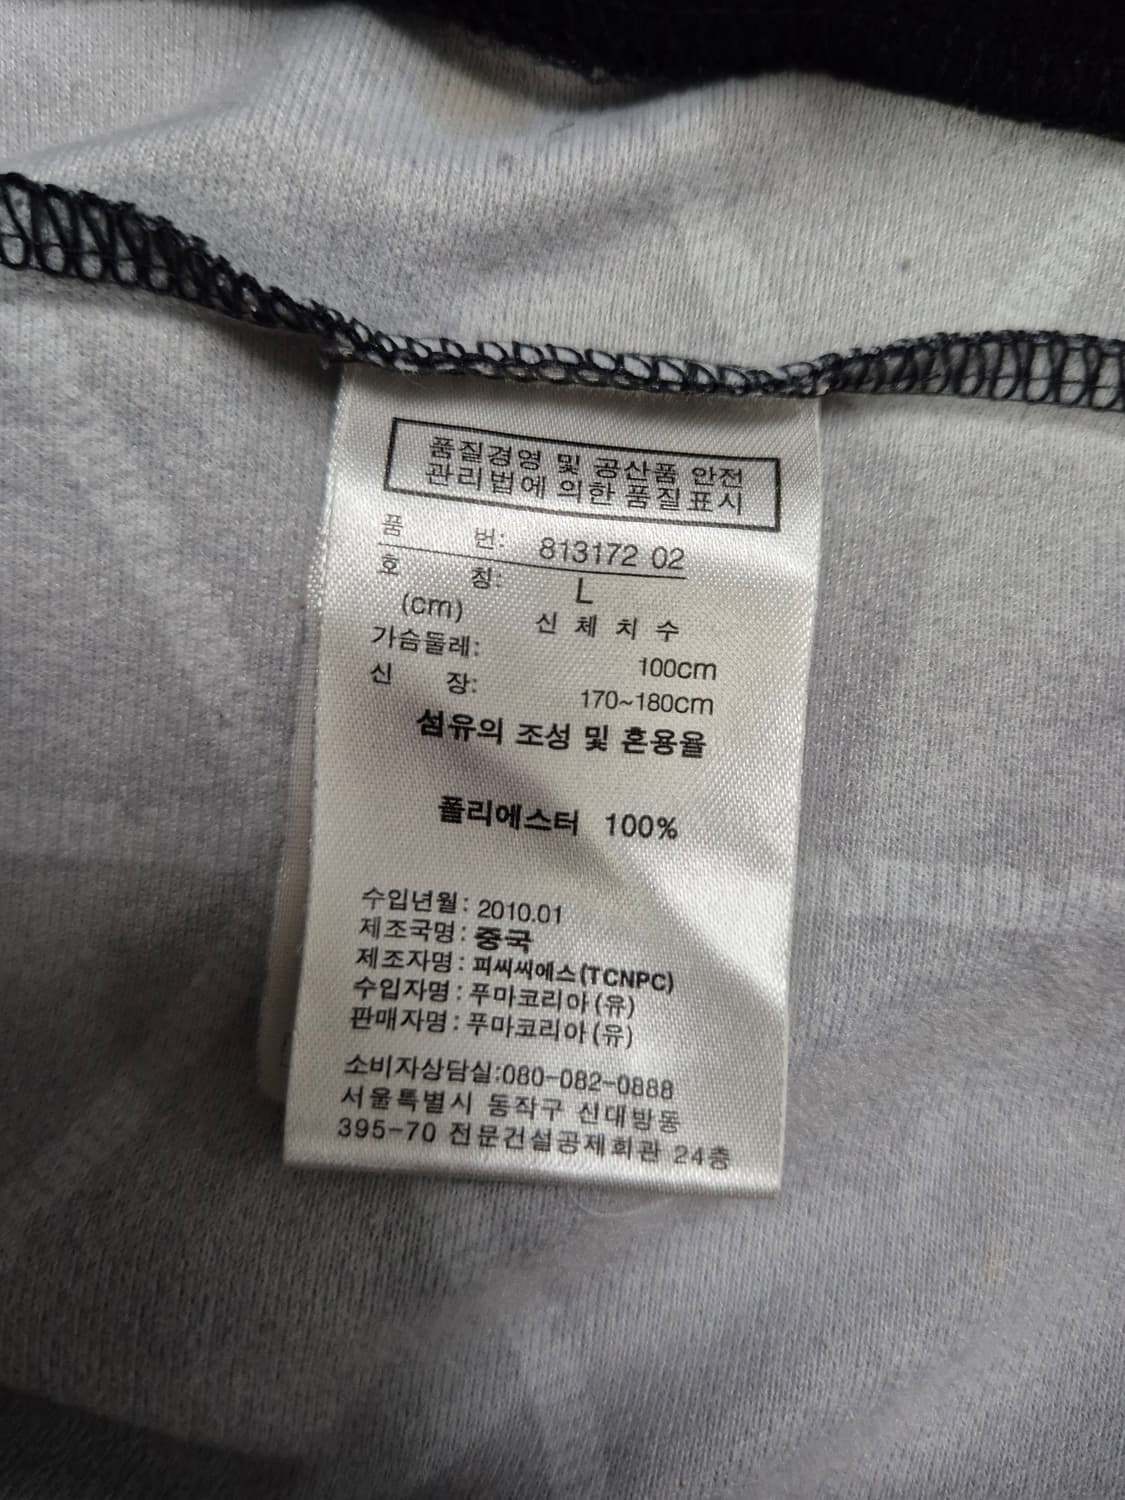 품질경영 및 공산품 안전
관리법에 의한 품질표시
품 번: 813172 02
호 칭: L
(cm) 신 체 치 수
가슴둘레: 100cm
신 장: 170~180cm
섬유의 조성 및 혼용율
폴리에스터 100%
수입년월: 2010.01
제조국명: 중국
제조자명: 피씨씨에스(TCNPC)
수입자명: 푸마코리아(유)
판매자명: 푸마코리아(유)
소비자상담실:080-082-0888
서울특별시 동작구 신대방동
395-70 전문건설공제회관 24층